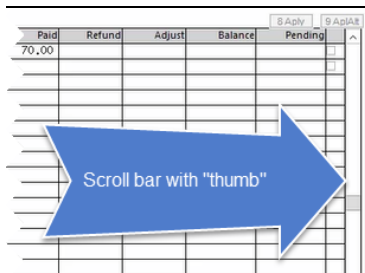 8 Aply 9 AplAlt
Paid Refund Adjust Balance Pending
70.00
Scroll bar with "thumb"